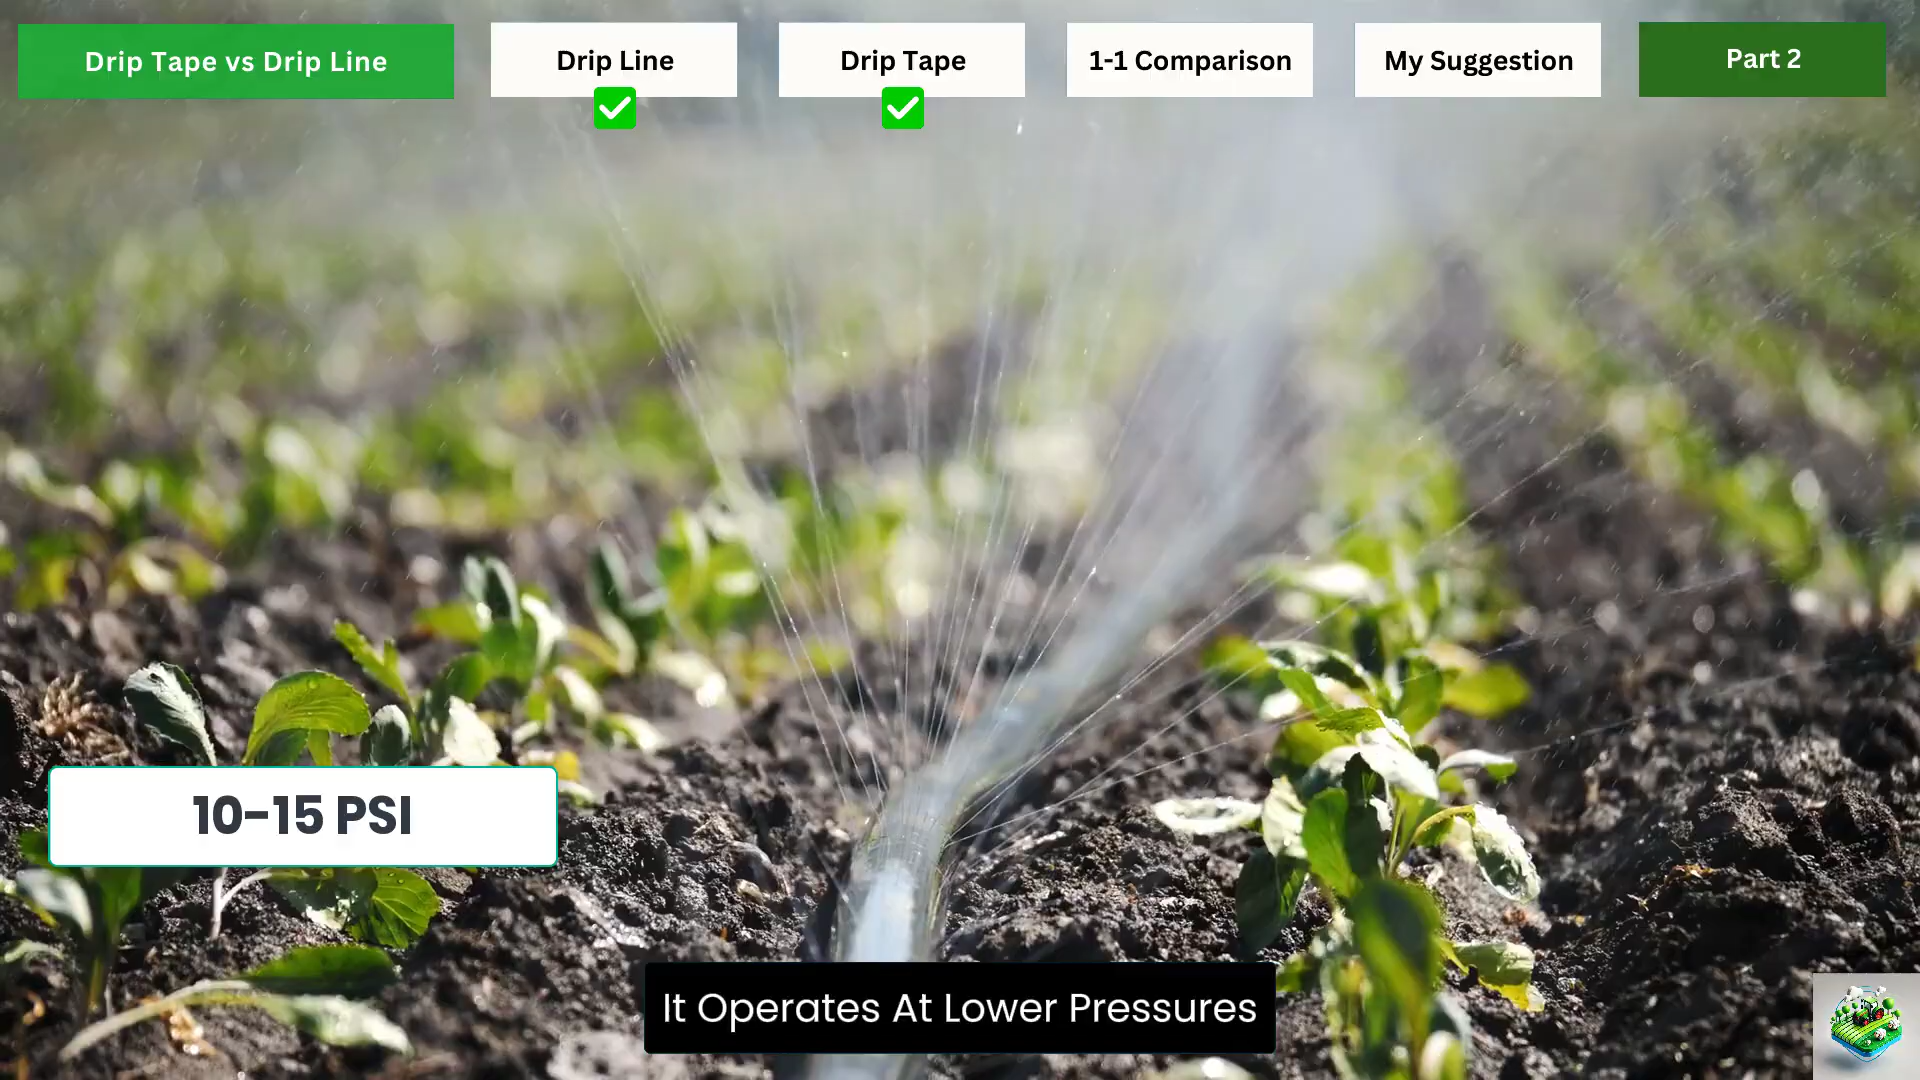 Drip Tape vs Drip Line
Drip Line
Drip Tape
1-1 Comparison
My Suggestion
Part 2
10-15 PSI
It Operates At Lower Pressures